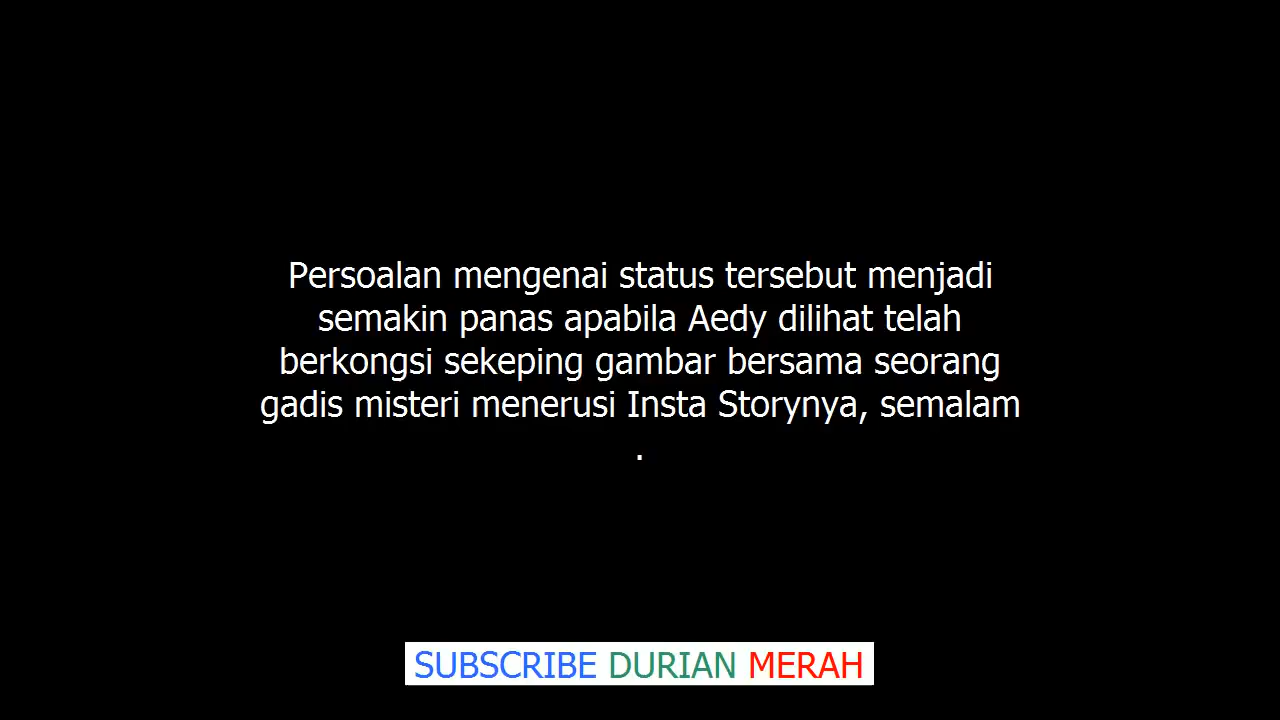 Persoalan mengenai status tersebut menjadi
semakin panas apabila Aedy dilihat telah
berkongsi sekeping gambar bersama seorang
gadis misteri menerusi Insta Storynya, semalam
.
SUBSCRIBE DURIAN MERAH